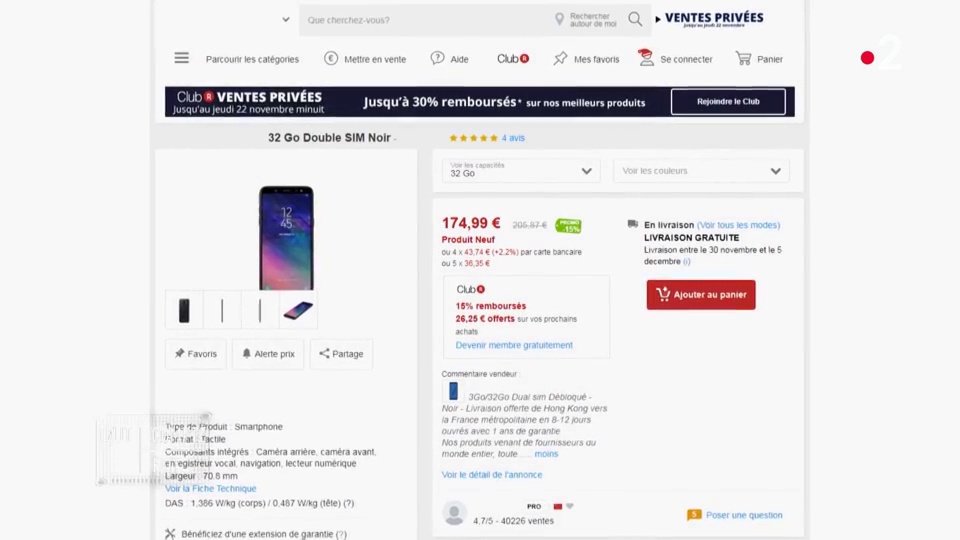 Que cherchez-vous?
Rechercher
autour de moi
VENTES PRIVÉES
jusqu'au jeudi 22 novembre
2
Parcourir les catégories
Mettre en vente
Aide
Club R
Mes favoris
Se connecter
Panier
Club R VENTES PRIVÉES
Jusqu'au jeudi 22 novembre minuit
Jusqu'à 30% remboursés* sur nos meilleurs produits
Rejoindre le Club
32 Go Double SIM Noir -
4 avis
Voir les capacités
32 Go
Voir les couleurs
12
45
174,99 €
205,87 €
PROMO
-15%
Produit Neuf
ou 4 x 43,74 € (+2.2%) par carte bancaire
ou 5 x 36,35 €
En livraison (Voir tous les modes)
LIVRAISON GRATUITE
Livraison entre le 30 novembre et le 5
decembre (i)
Ajouter au panier
Club R
15% remboursés
26,25 € offerts sur vos prochains
achats
Devenir membre gratuitement
Favoris
Alerte prix
Partage
Commentaire vendeur :
3Go/32Go Dual sim Débloqué -
Noir - Livraison offerte de Hong Kong vers
la France métropolitaine en 8-12 jours
ouvrés avec 1 ans de garantie
Nos produits venant de fournisseurs du
monde entier, toute..... moins
Voir le détail de l'annonce
Type de Produit : Smartphone
Format : Tactile
Composants intégrés : Caméra arrière, caméra avant,
enregistreur vocal, navigation, lecteur numérique
Largeur : 70.8 mm
Voir la Fiche Technique
DAS : 1.386 W/kg (corps) / 0.487 W/kg (tête) (?)
Bénéficiez d'une extension de garantie (?)
PRO
4,7/5 - 40226 ventes
Poser une question